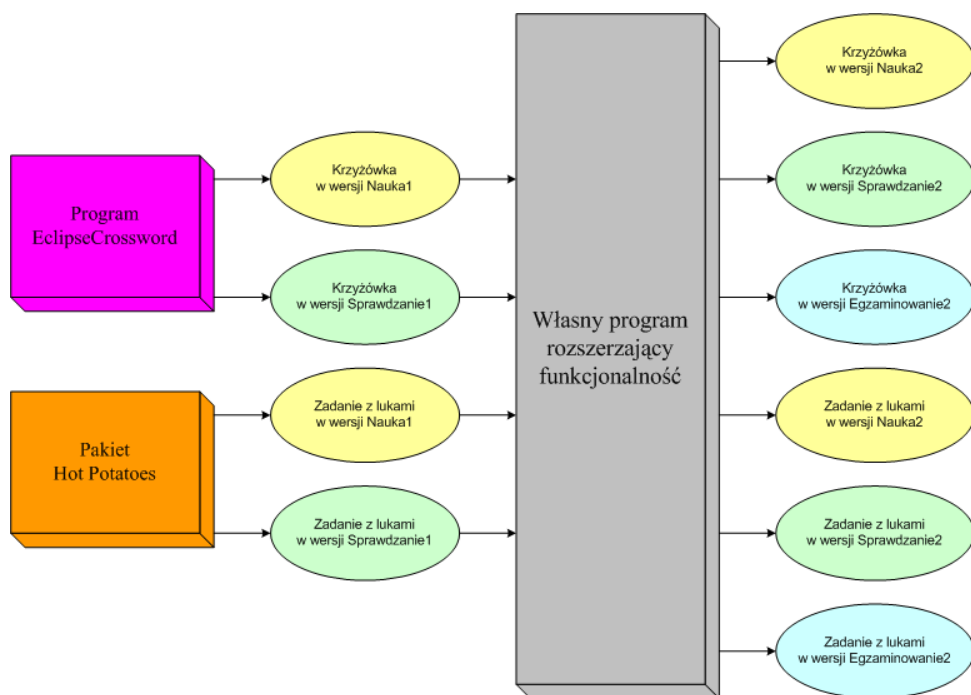 Program
EclipseCrossword
Krzyżówka
w wersji Nauka1
Krzyżówka
w wersji Sprawdzanie1
Pakiet
Hot Potatoes
Zadanie z lukami
w wersji Nauka1
Zadanie z lukami
w wersji Sprawdzanie1
Własny program
rozszerzający
funkcjonalność
Krzyżówka
w wersji Nauka2
Krzyżówka
w wersji Sprawdzanie2
Krzyżówka
w wersji Egzaminowanie2
Zadanie z lukami
w wersji Nauka2
Zadanie z lukami
w wersji Sprawdzanie2
Zadanie z lukami
w wersji Egzaminowanie2